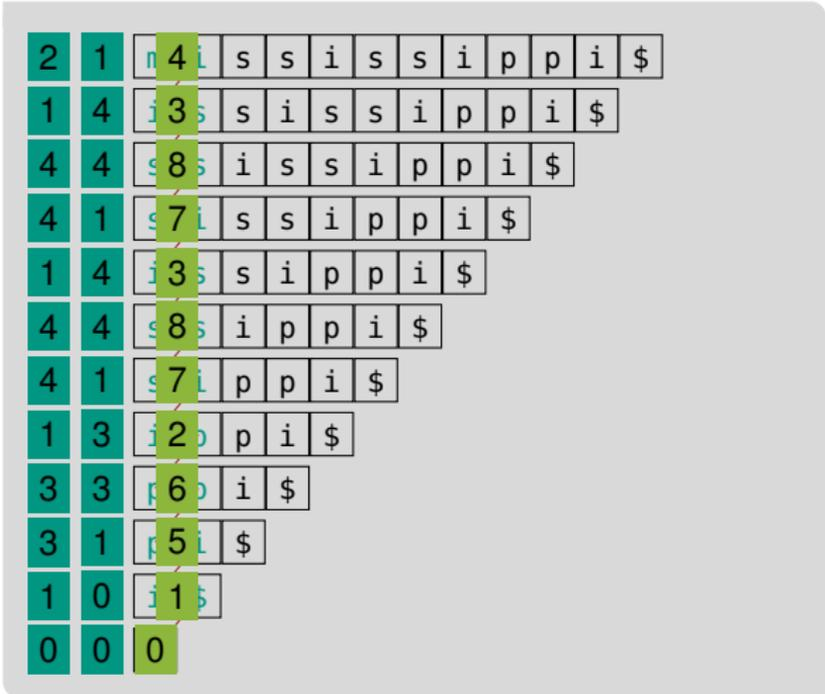 2 1 m 4 i s s i s s i p p i $
1 4 i 3 s s i s s i p p i $
4 4 s 8 s i s s i p p i $
4 1 s 7 i s s i p p i $
1 4 i 3 s s i p p i $
4 4 s 8 s i p p i $
4 1 s 7 i p p i $
1 3 i 2 p p i $
3 3 p 6 p i $
3 1 p 5 i $
1 0 i 1 $
0 0 0